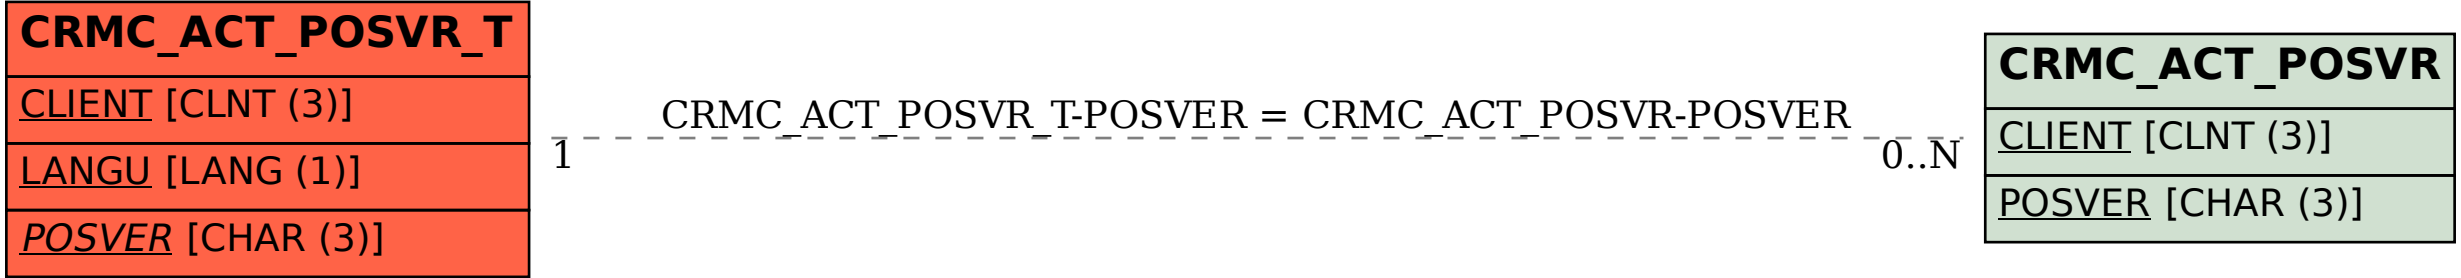 CRMC_ACT_POSVR_T
CLIENT [CLNT (3)]
LANGU [LANG (1)]
POSVER [CHAR (3)]
CRMC_ACT_POSVR_T-POSVER = CRMC_ACT_POSVR-POSVER
1
0..N
CRMC_ACT_POSVR
CLIENT [CLNT (3)]
POSVER [CHAR (3)]